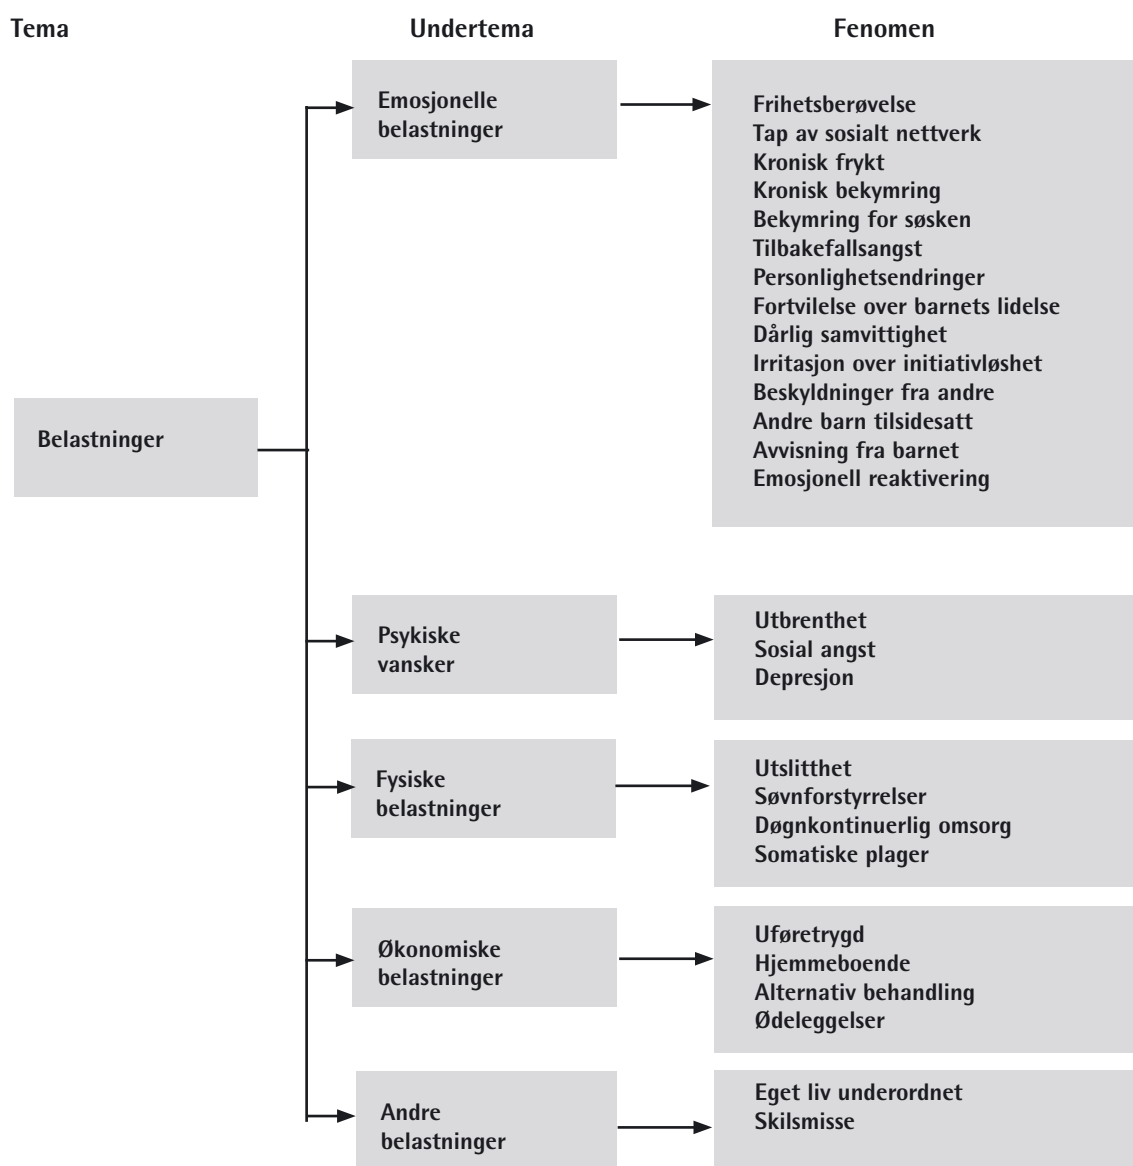 Tema
Undertema
Fenomen
Emosjonelle
belastninger
Frihetsberøvelse
Tap av sosialt nettverk
Kronisk frykt
Kronisk bekymring
Bekymring for søsken
Tilbakefallsangst
Personlighetsendringer
Fortvilelse over barnets lidelse
Dårlig samvittighet
Irritasjon over initiativløshet
Beskyldninger fra andre
Andre barn tilsidesatt
Avvisning fra barnet
Emosjonell reaktivering
Belastninger
Psykiske
vansker
Utbrenthet
Sosial angst
Depresjon
Fysiske
belastninger
Utslitthet
Søvnforstyrrelser
Døgnkontinuerlig omsorg
Somatiske plager
Økonomiske
belastninger
Uføretrygd
Hjemmeboende
Alternativ behandling
Ødeleggelser
Andre
belastninger
Eget liv underordnet
Skilsmisse